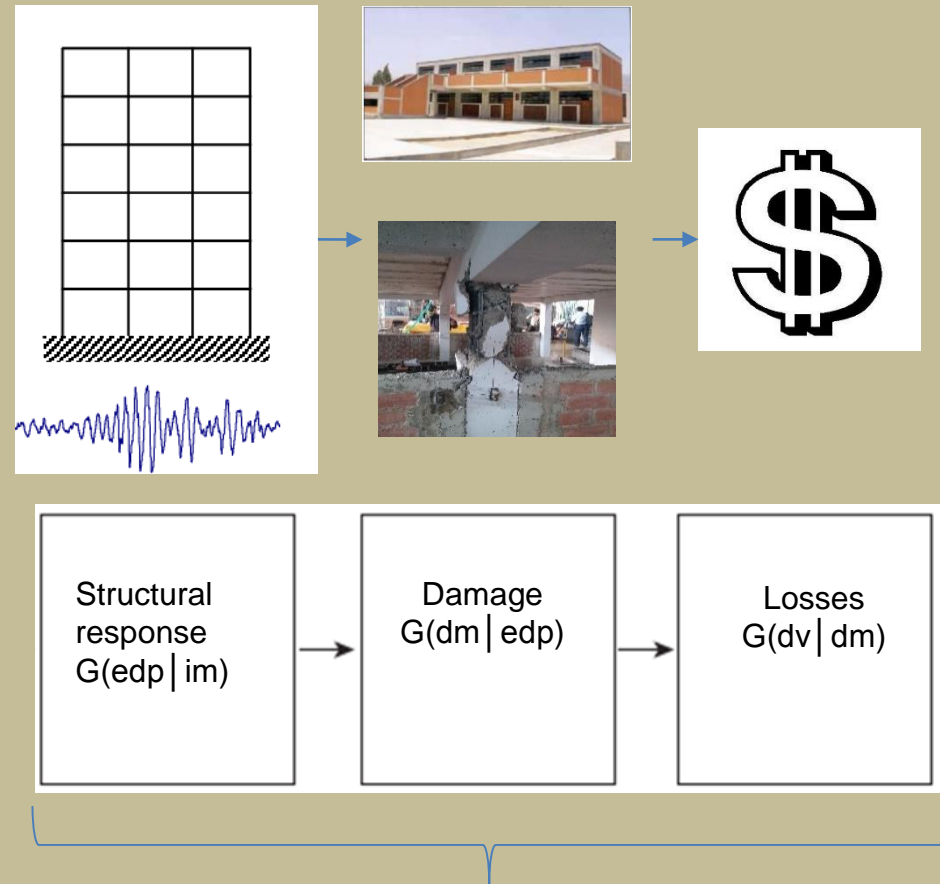 $
Structural
response
G(edp│im)
Damage
G(dm│edp)
Losses
G(dv│dm)